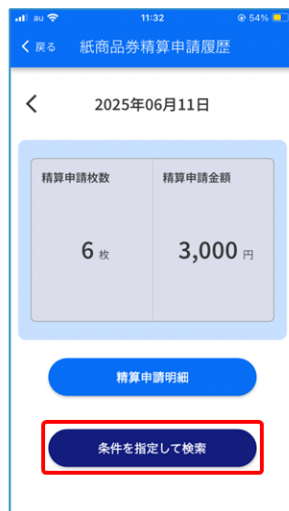 au 11:32 54%
戻る 紙商品券精算申請履歴
2025年06月11日
精算申請枚数 精算申請金額
6 枚 3,000 円
精算申請明細
条件を指定して検索